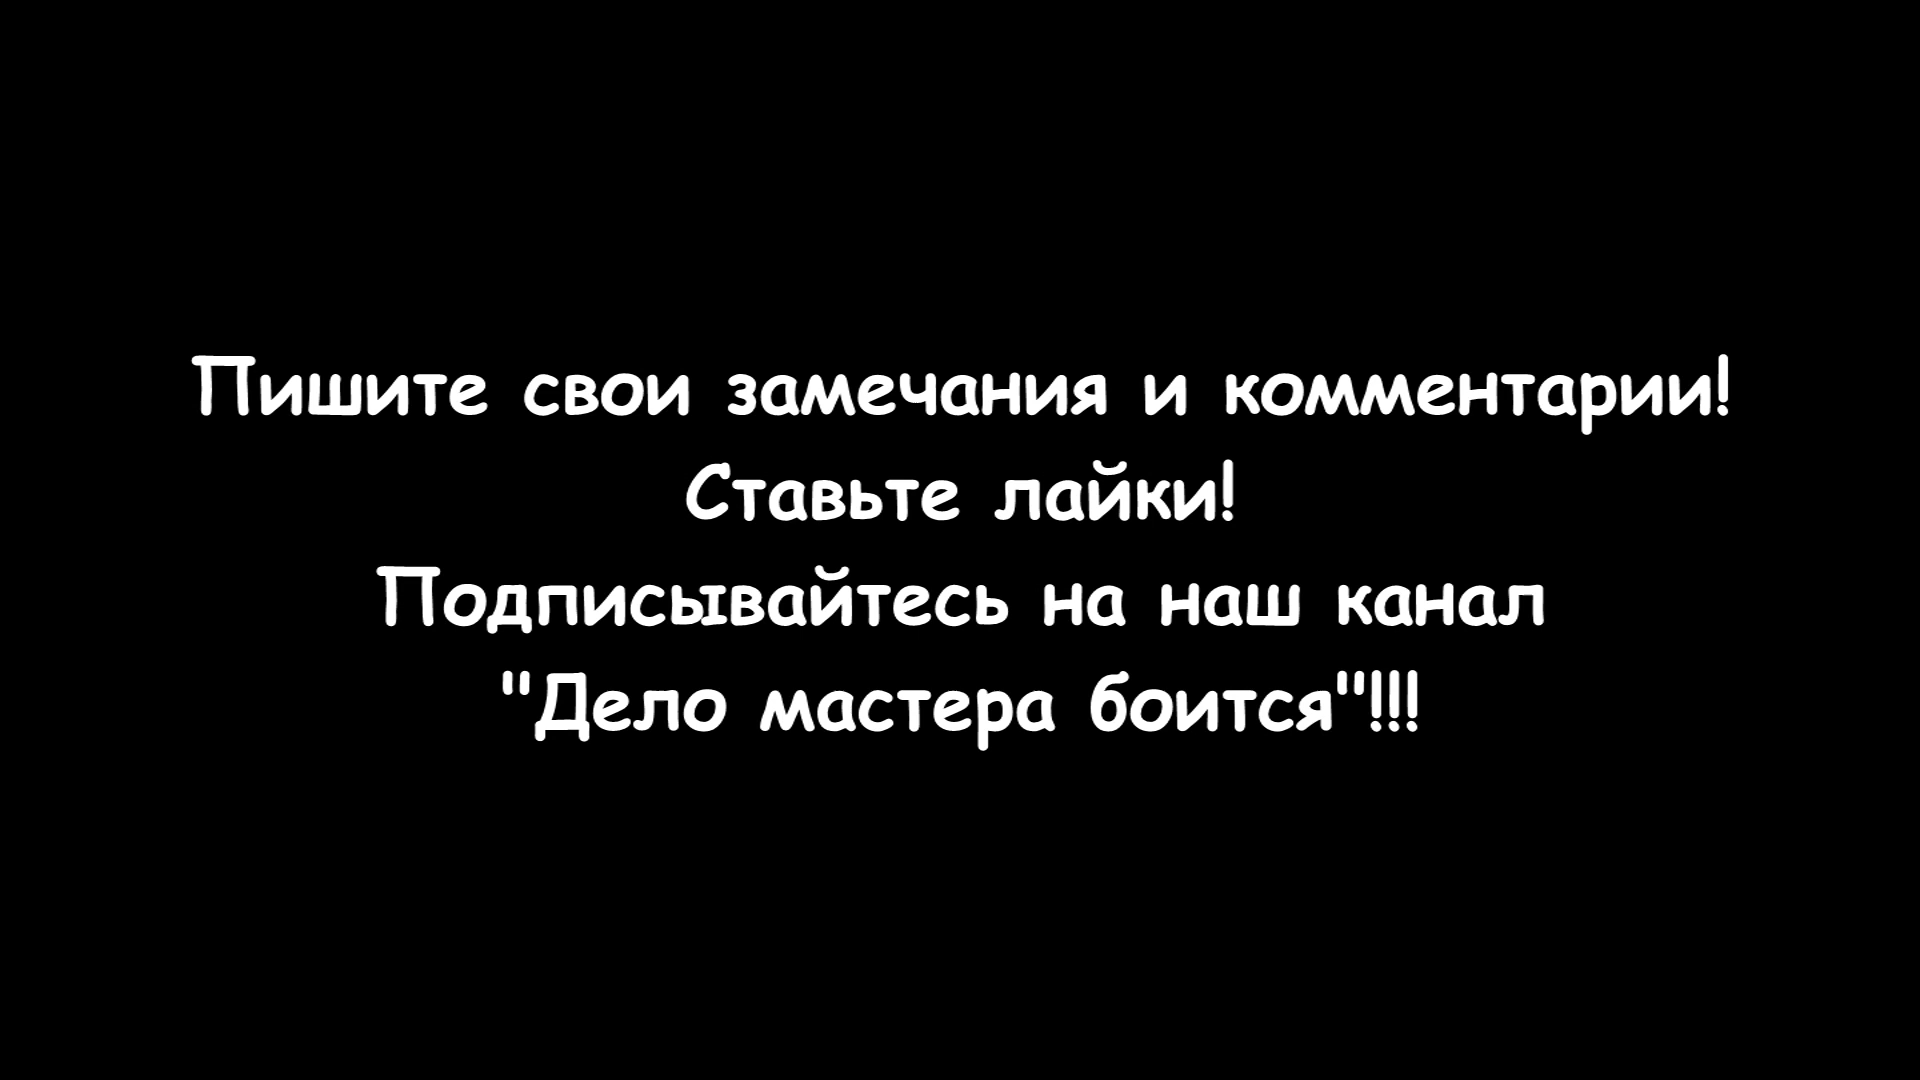 Пишите свои замечания и комментарии!
Ставьте лайки!
Подписывайтесь на наш канал
"Дело мастера боится"!!!